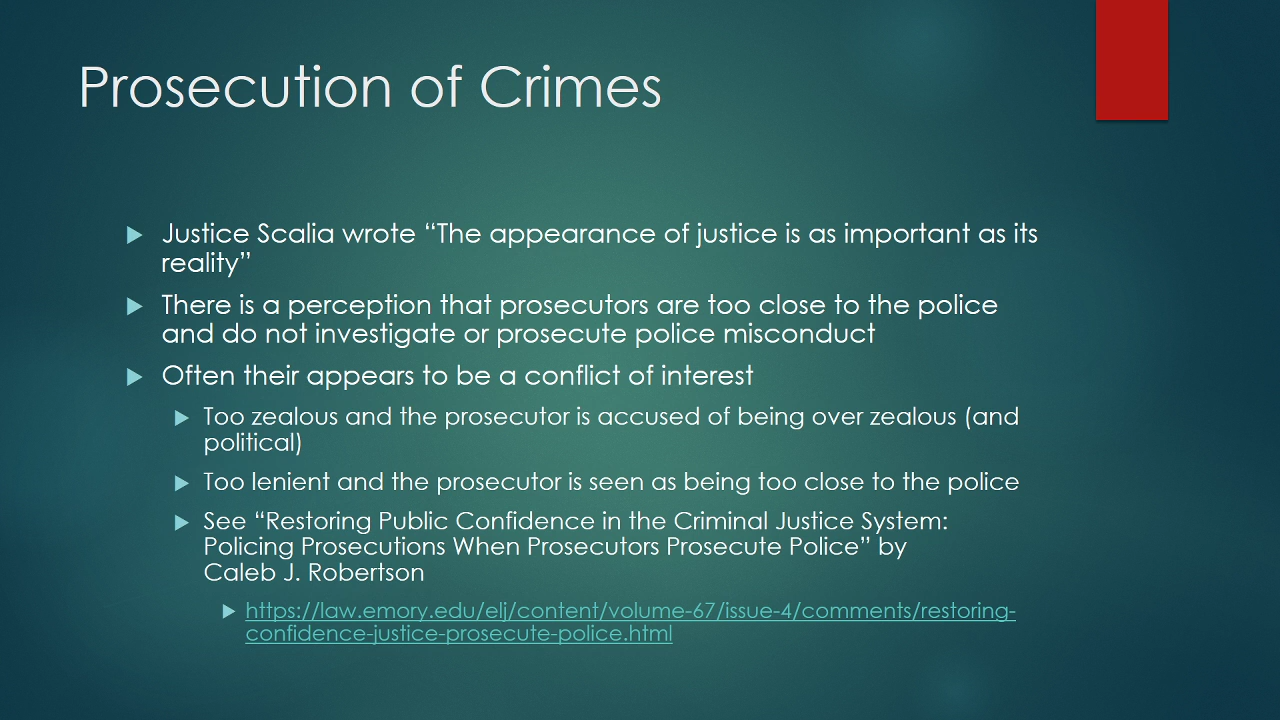 Prosecution of Crimes
Justice Scalia wrote “The appearance of justice is as important as its
reality”
There is a perception that prosecutors are too close to the police
and do not investigate or prosecute police misconduct
Often their appears to be a conflict of interest
Too zealous and the prosecutor is accused of being over zealous (and
political)
Too lenient and the prosecutor is seen as being too close to the police
See “Restoring Public Confidence in the Criminal Justice System:
Policing Prosecutions When Prosecutors Prosecute Police” by
Caleb J. Robertson
https://law.emory.edu/elj/content/volume-67/issue-4/comments/restoring-
confidence-justice-prosecute-police.html